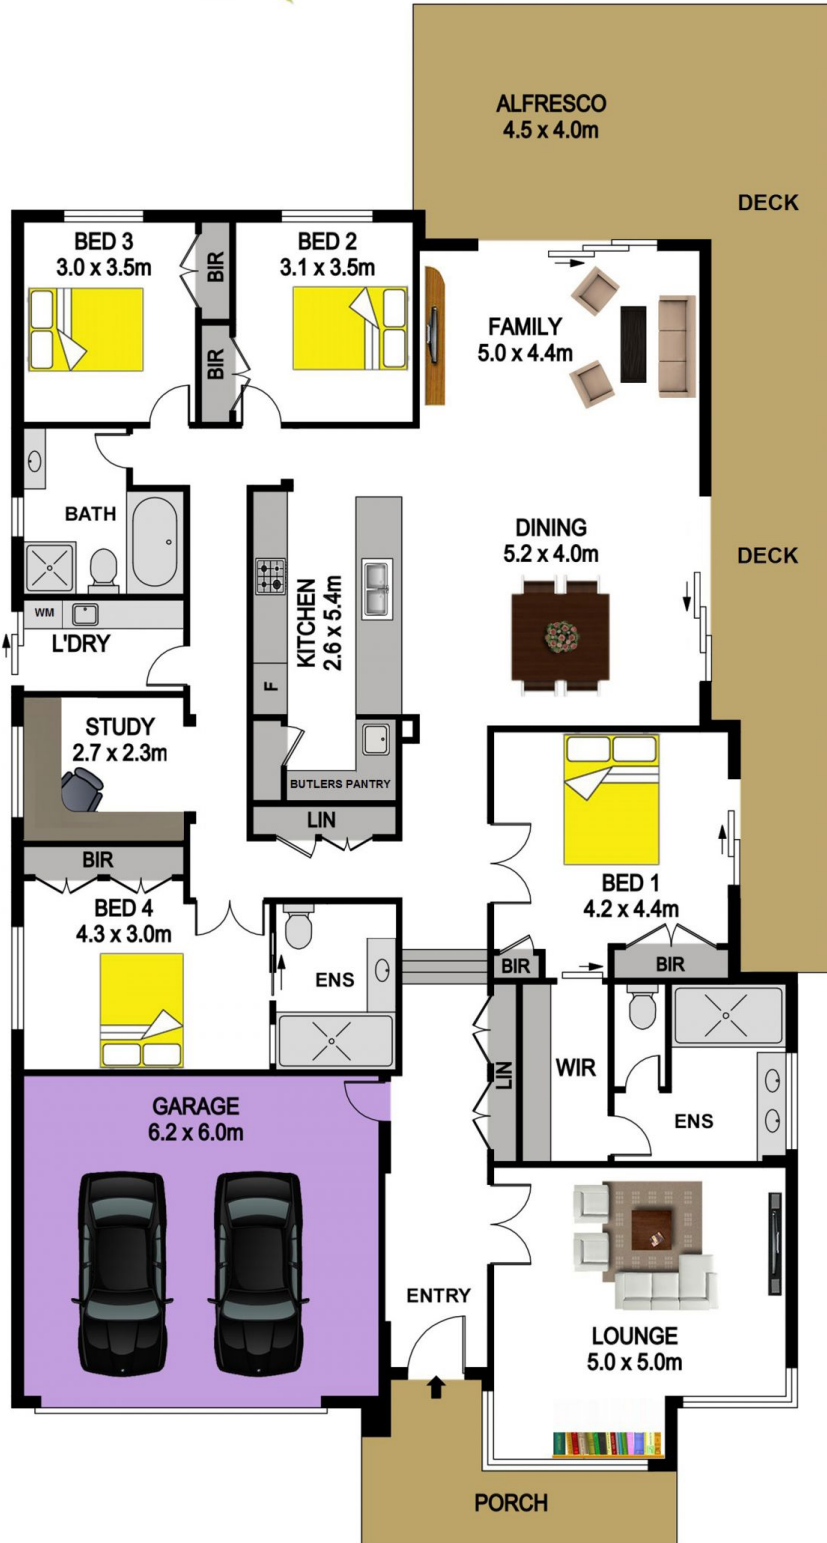 ALFRESCO
4.5 x 4.0m
DECK
BED 3
3.0 x 3.5m
BIR
BED 2
3.1 x 3.5m
BIR
FAMILY
5.0 x 4.4m
BATH
DINING
5.2 x 4.0m
DECK
KITCHEN
2.6 x 5.4m
WM
L'DRY
F
STUDY
2.7 x 2.3m
BUTLERS PANTRY
LIN
BIR
BED 4
4.3 x 3.0m
BED 1
4.2 x 4.4m
BIR
BIR
ENS
LIN
WIR
ENS
GARAGE
6.2 x 6.0m
ENTRY
LOUNGE
5.0 x 5.0m
PORCH